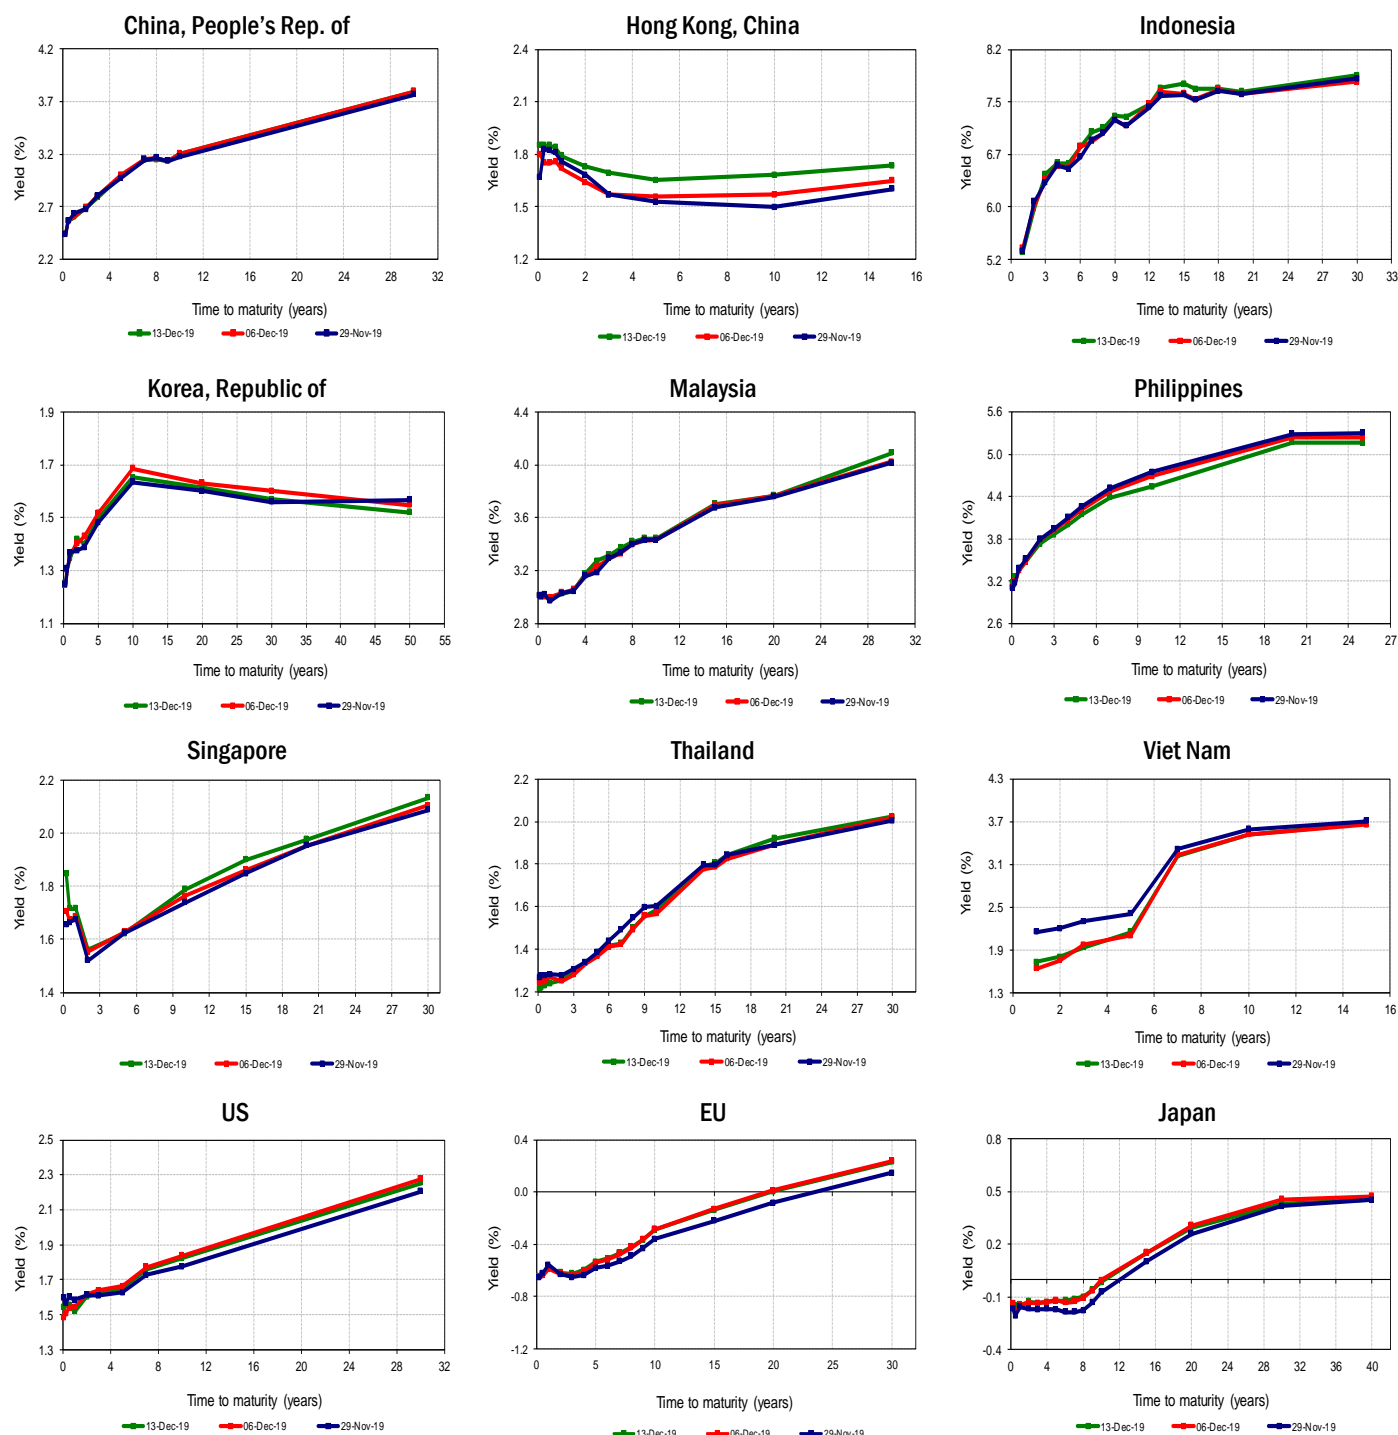 China, People's Rep. of
Yield (%)
4.2
3.7
3.2
2.7
2.2
0 4 8 12 16 20 24 28 32
Time to maturity (years)
13-Dec-19 06-Dec-19 29-Nov-19
Hong Kong, China
Yield (%)
2.4
2.1
1.8
1.5
1.2
0 2 4 6 8 10 12 14 16
Time to maturity (years)
13-Dec-19 06-Dec-19 29-Nov-19
Indonesia
Yield (%)
8.2
7.5
6.7
6.0
5.2
0 3 6 9 12 15 18 21 24 27 30 33
Time to maturity (years)
13-Dec-19 06-Dec-19 29-Nov-19
Korea, Republic of
Yield (%)
1.9
1.7
1.5
1.3
1.1
0 5 10 15 20 25 30 35 40 45 50 55
Time to maturity (years)
13-Dec-19 06-Dec-19 29-Nov-19
Malaysia
Yield (%)
4.4
4.0
3.6
3.2
2.8
0 4 8 12 16 20 24 28 32
Time to maturity (years)
13-Dec-19 06-Dec-19 29-Nov-19
Philippines
Yield (%)
5.6
5.0
4.4
3.8
3.2
2.6
0 3 6 9 12 15 18 21 24 27
Time to maturity (years)
13-Dec-19 06-Dec-19 29-Nov-19
Singapore
Yield (%)
2.2
2.0
1.8
1.6
1.4
0 3 6 9 12 15 18 21 24 27 30
Time to maturity (years)
13-Dec-19 06-Dec-19 29-Nov-19
Thailand
Yield (%)
2.2
2.0
1.8
1.6
1.4
1.2
0 3 6 9 12 15 18 21 24 27 30
Time to maturity (years)
13-Dec-19 06-Dec-19 29-Nov-19
Viet Nam
Yield (%)
4.3
3.7
3.1
2.5
1.9
1.3
0 2 4 6 8 10 12 14 16
Time to maturity (years)
13-Dec-19 06-Dec-19 29-Nov-19
US
Yield (%)
2.5
2.3
2.1
1.9
1.7
1.5
1.3
0 4 8 12 16 20 24 28 32
Time to maturity (years)
13-Dec-19 06-Dec-19 29-Nov-19
EU
Yield (%)
0.4
0.0
-0.4
-0.8
-1.2
0 5 10 15 20 25 30
Time to maturity (years)
13-Dec-19 06-Dec-19 29-Nov-19
Japan
Yield (%)
0.8
0.5
0.2
-0.1
-0.4
0 4 8 12 16 20 24 28 32 36 40
Time to maturity (years)
13-Dec-19 06-Dec-19 29-Nov-19